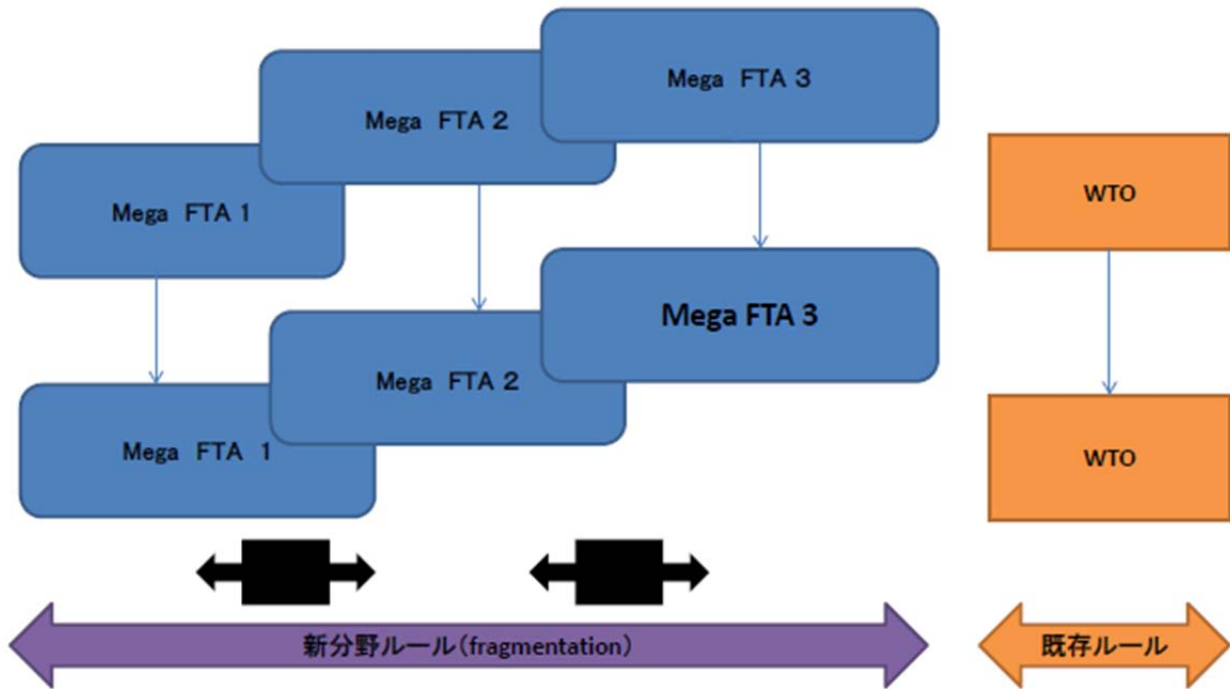 Mega FTA 3
Mega FTA 2
Mega FTA 1
WTO
Mega FTA 3
Mega FTA 2
Mega FTA 1
WTO
新分野ルール(fragmentation)
既存ルール